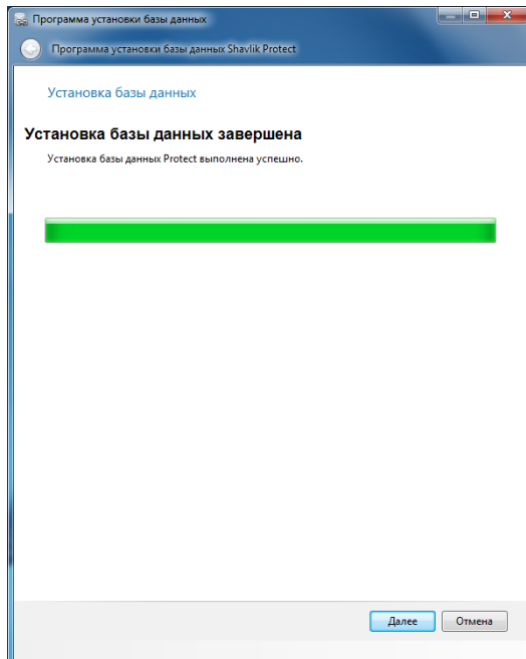 Программа установки базы данных
Программа установки базы данных Shavlik Protect
Установка базы данных
Установка базы данных завершена
Установка базы данных Protect выполнена успешно.
Далее
Отмена